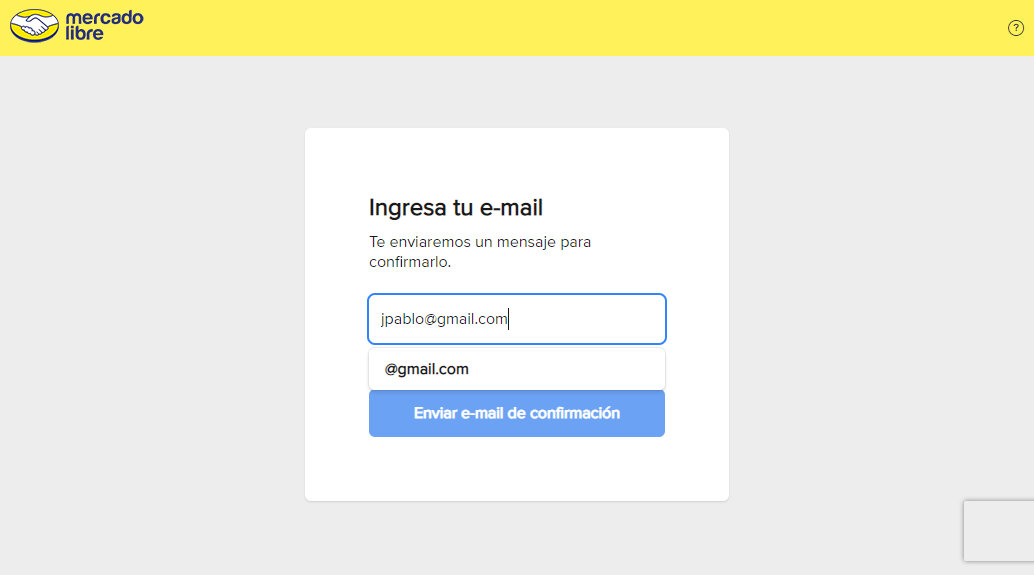 mercado
libre
?
Ingresa tu e-mail
Te enviaremos un mensaje para
confirmarlo.
jpablo@gmail.com
@gmail.com
Enviar e-mail de confirmación